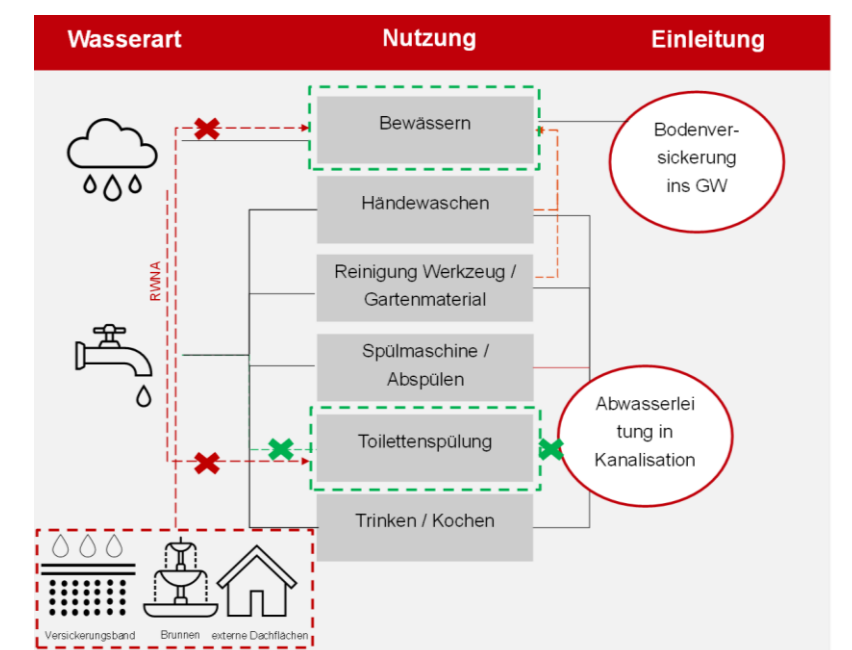 Wasserart
Nutzung
Einleitung
Bewässern
Bodenver-
sickerung
ins GW
Händewaschen
RWNA
Reinigung Werkzeug /
Gartenmaterial
Spülmaschine /
Abspülen
Abwasserlei
tung in
Kanalisation
Toilettenspülung
Trinken / Kochen
Versickerungsband
Brunnen
externe Dachflächen